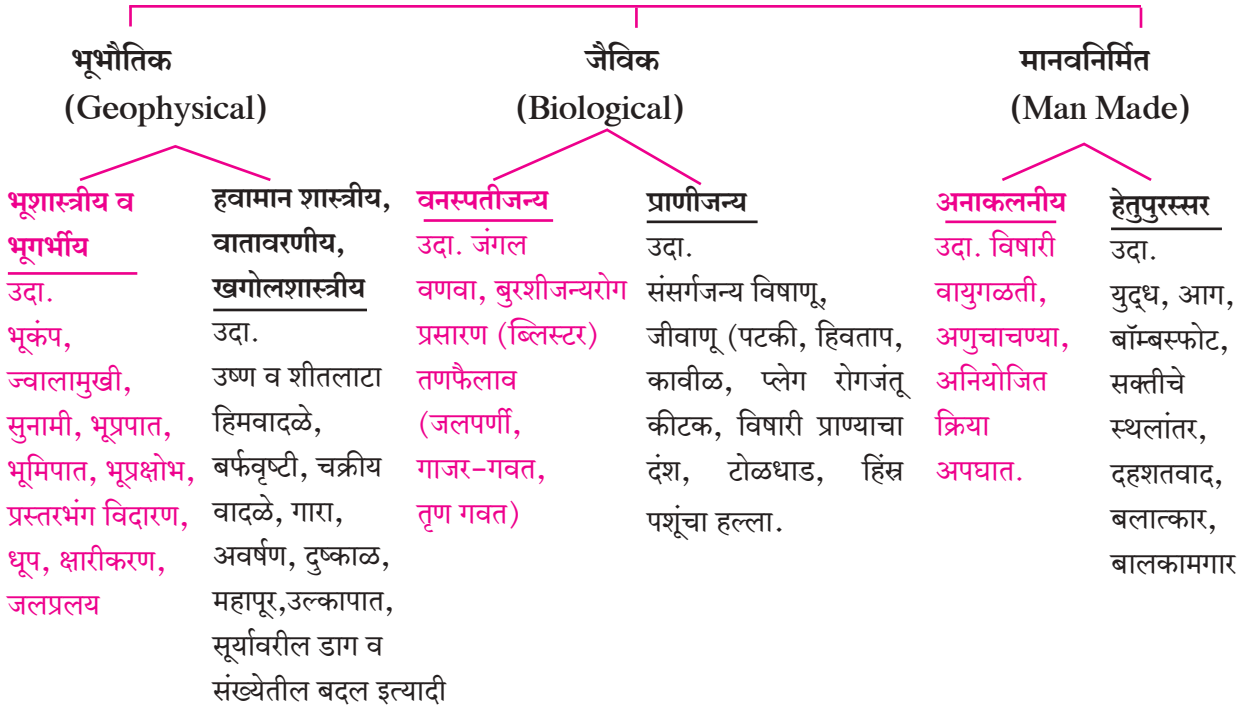 भूभौतिक
(Geophysical)
जैविक
(Biological)
मानवनिर्मित
(Man Made)
भूशास्त्रीय व
भूगर्भीय
उदा.
भूकंप,
ज्वालामुखी,
सुनामी, भूप्रपात,
भूमिपात, भूप्रक्षोभ,
प्रस्तरभंग विदारण,
धूप, क्षारीकरण,
जलप्रलय
हवामान शास्त्रीय,
वातावरणीय,
खगोलशास्त्रीय
उदा.
उष्ण व शीतलाटा
हिमवादळे,
बर्फवृष्टी, चक्रीय
वादळे, गारा,
अवर्षण, दुष्काळ,
महापूर,उल्कापात,
सूर्यावरील डाग व
संख्येतील बदल इत्यादी
वनस्पतीजन्य
उदा. जंगल
वणवा, बुरशीजन्यरोग
प्रसारण (ब्लिस्टर)
तणफैलाव
(जलपर्णी,
गाजर-गवत,
तृण गवत)
प्राणीजन्य
उदा.
संसर्गजन्य विषाणू,
जीवाणू (पटकी, हिवताप,
कावीळ, प्लेग रोगजंतू
कीटक, विषारी प्राण्याचा
दंश, टोळधाड, हिंस्र
पशूंचा हल्ला.
अनाकलनीय
उदा. विषारी
वायुगळती,
अणुचाचण्या,
अनियोजित
क्रिया
अपघात.
हेतुपुरस्सर
उदा.
युद्ध, आग,
बॉम्बस्फोट,
सक्तीचे
स्थलांतर,
दहशतवाद,
बलात्कार,
बालकामगार